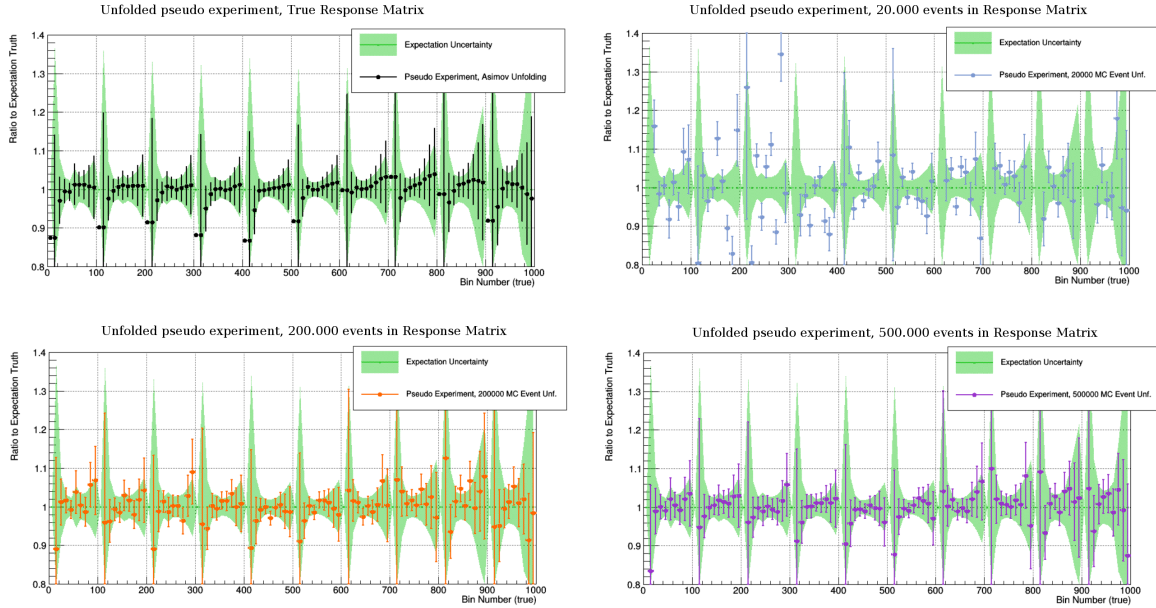 Unfolded pseudo experiment, True Response Matrix
Ratio to Expectation Truth
1.4
1.3
1.2
1.1
1
0.9
0.8
Expectation Uncertainty
Pseudo Experiment, Asimov Unfolding
0 100 200 300 400 500 600 700 800 900 1000
Bin Number (true)
Unfolded pseudo experiment, 20.000 events in Response Matrix
Ratio to Expectation Truth
1.4
1.3
1.2
1.1
1
0.9
0.8
Expectation Uncertainty
Pseudo Experiment, 20000 MC Event Unf.
0 100 200 300 400 500 600 700 800 900 1000
Bin Number (true)
Unfolded pseudo experiment, 200.000 events in Response Matrix
Ratio to Expectation Truth
1.4
1.3
1.2
1.1
1
0.9
0.8
Expectation Uncertainty
Pseudo Experiment, 200000 MC Event Unf.
0 100 200 300 400 500 600 700 800 900 1000
Bin Number (true)
Unfolded pseudo experiment, 500.000 events in Response Matrix
Ratio to Expectation Truth
1.4
1.3
1.2
1.1
1
0.9
0.8
Expectation Uncertainty
Pseudo Experiment, 500000 MC Event Unf.
0 100 200 300 400 500 600 700 800 900 1000
Bin Number (true)